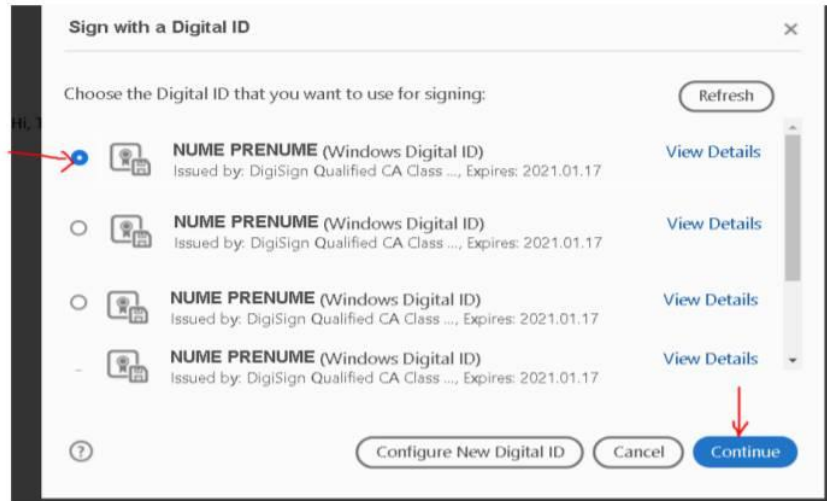 Sign with a Digital ID
Choose the Digital ID that you want to use for signing:
Refresh
Hi,
NUME PRENUME (Windows Digital ID)
View Details
Issued by: DigiSign Qualified CA Class ..., Expires: 2021.01.17
NUME PRENUME (Windows Digital ID)
View Details
Issued by: DigiSign Qualified CA Class ..., Expires: 2021.01.17
NUME PRENUME (Windows Digital ID)
View Details
Issued by: DigiSign Qualified CA Class ..., Expires: 2021.01.17
NUME PRENUME (Windows Digital ID)
View Details
Issued by: DigiSign Qualified CA Class ..., Expires: 2021.01.17
?
Configure New Digital ID
Cancel
Continue